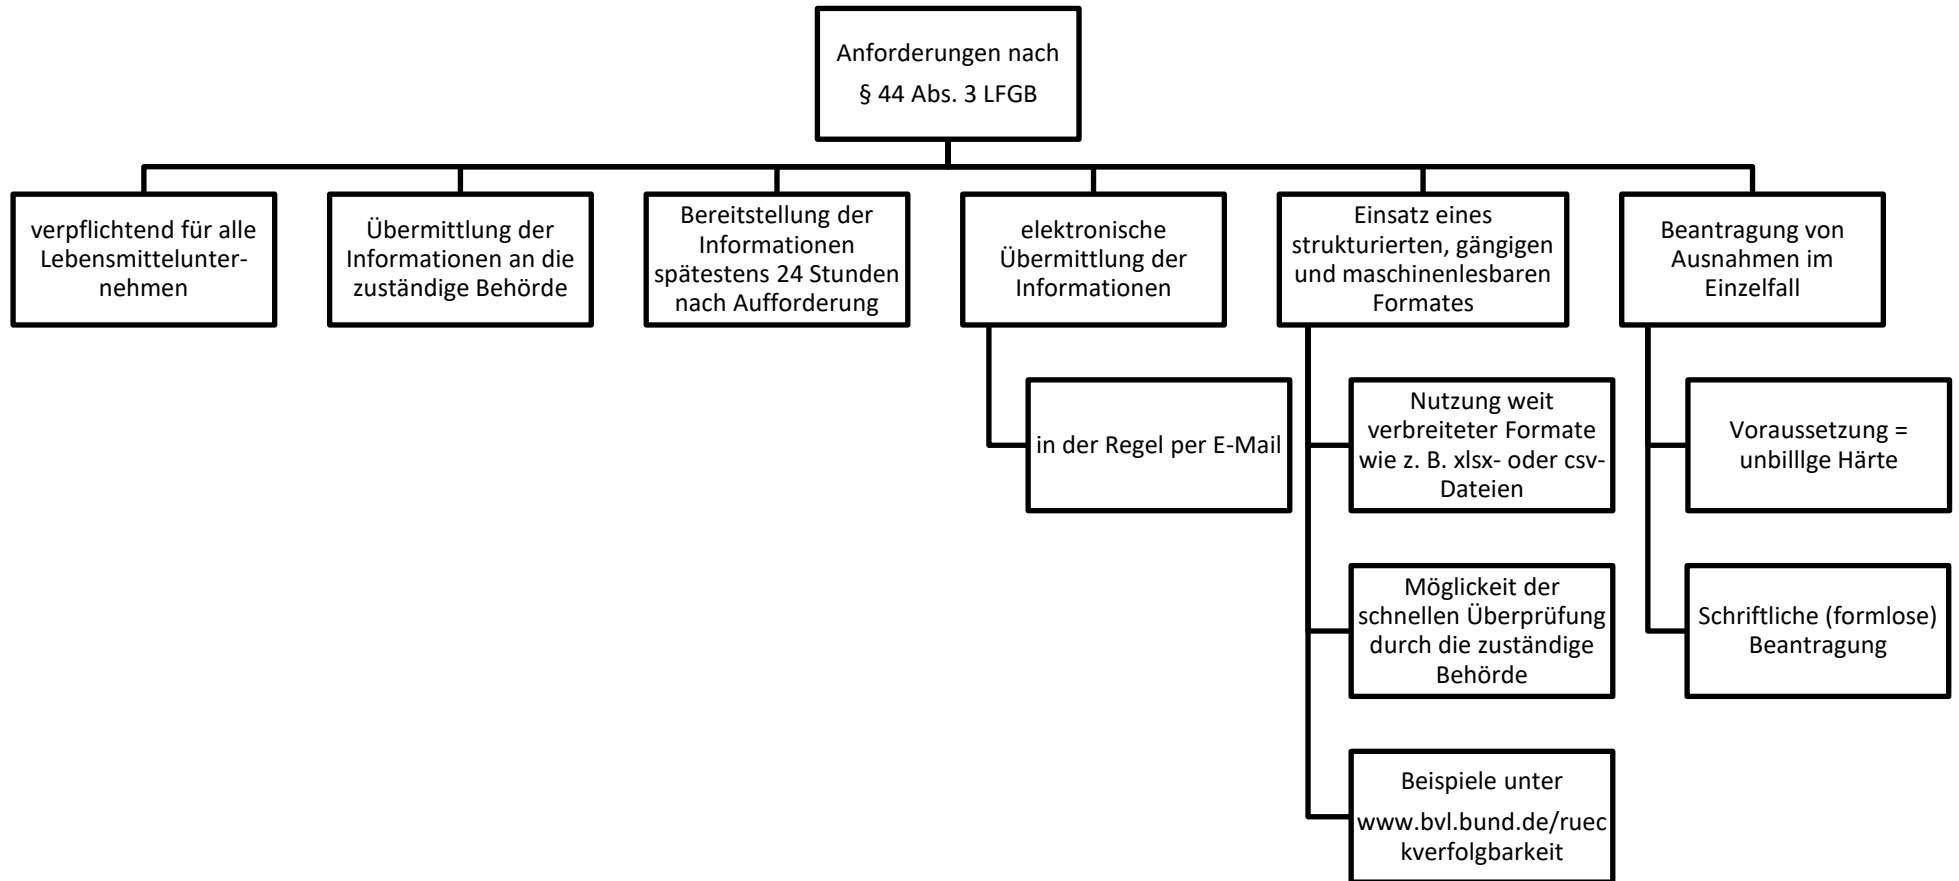 Anforderungen nach
§ 44 Abs. 3 LFGB
verpflichtend für alle
Lebensmittelunter-
nehmen
Übermittlung der
Informationen an die
zuständige Behörde
Bereitstellung der
Informationen
spätestens 24 Stunden
nach Aufforderung
elektronische
Übermittlung der
Informationen
Einsatz eines
strukturierten, gängigen
und maschinenlesbaren
Formates
Beantragung von
Ausnahmen im
Einzelfall
in der Regel per E-Mail
Nutzung weit
verbreiteter Formate
wie z. B. xlsx- oder csv-
Dateien
Voraussetzung =
unbilllge Härte
Möglickeit der
schnellen Überprüfung
durch die zuständige
Behörde
Schriftliche (formlose)
Beantragung
Beispiele unter
www.bvl.bund.de/ruec
kverfolgbarkeit